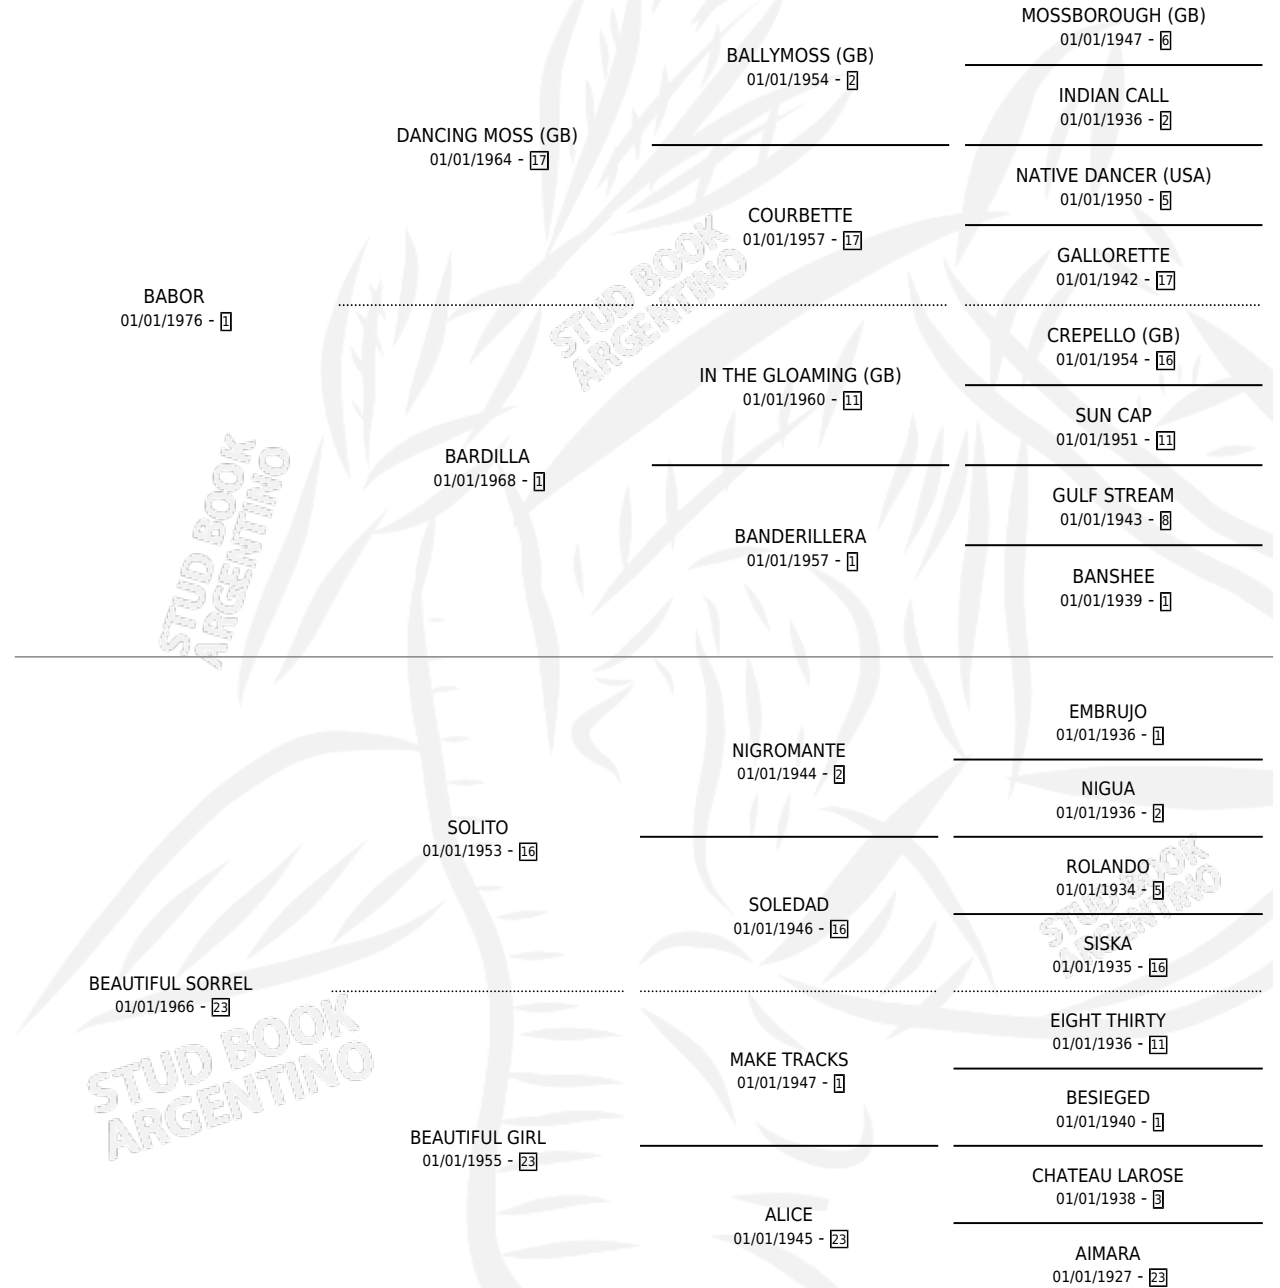 MOSSBOROUGH (GB)
01/01/1947 - 6
BALLYMOSS (GB)
01/01/1954 - 2
INDIAN CALL
01/01/1936 - 2
DANCING MOSS (GB)
01/01/1964 - 17
NATIVE DANCER (USA)
01/01/1950 - 5
COURBETTE
01/01/1957 - 17
GALLORETTE
01/01/1942 - 17
STUD BOOK
ARGENTINO
BABOR
01/01/1976 - 1
CREPELLO (GB)
01/01/1954 - 16
IN THE GLOAMING (GB)
01/01/1960 - 11
SUN CAP
01/01/1951 - 11
BARDILLA
01/01/1968 - 1
GULF STREAM
01/01/1943 - 8
BANDERILLERA
01/01/1957 - 1
BANSHEE
01/01/1939 - 1
STUD BOOK
ARGENTINO
EMBRUJO
01/01/1936 - 1
NIGROMANTE
01/01/1944 - 2
NIGUA
01/01/1936 - 2
SOLITO
01/01/1953 - 16
ROLANDO
01/01/1934 - 5
SOLEDAD
01/01/1946 - 16
SISKA
01/01/1935 - 16
STUD BOOK
ARGENTINO
BEAUTIFUL SORREL
01/01/1966 - 23
EIGHT THIRTY
01/01/1936 - 11
MAKE TRACKS
01/01/1947 - 1
BESIEGED
01/01/1940 - 1
STUD BOOK
ARGENTINO
BEAUTIFUL GIRL
01/01/1955 - 23
CHATEAU LAROSE
01/01/1938 - 3
ALICE
01/01/1945 - 23
AIMARA
01/01/1927 - 23